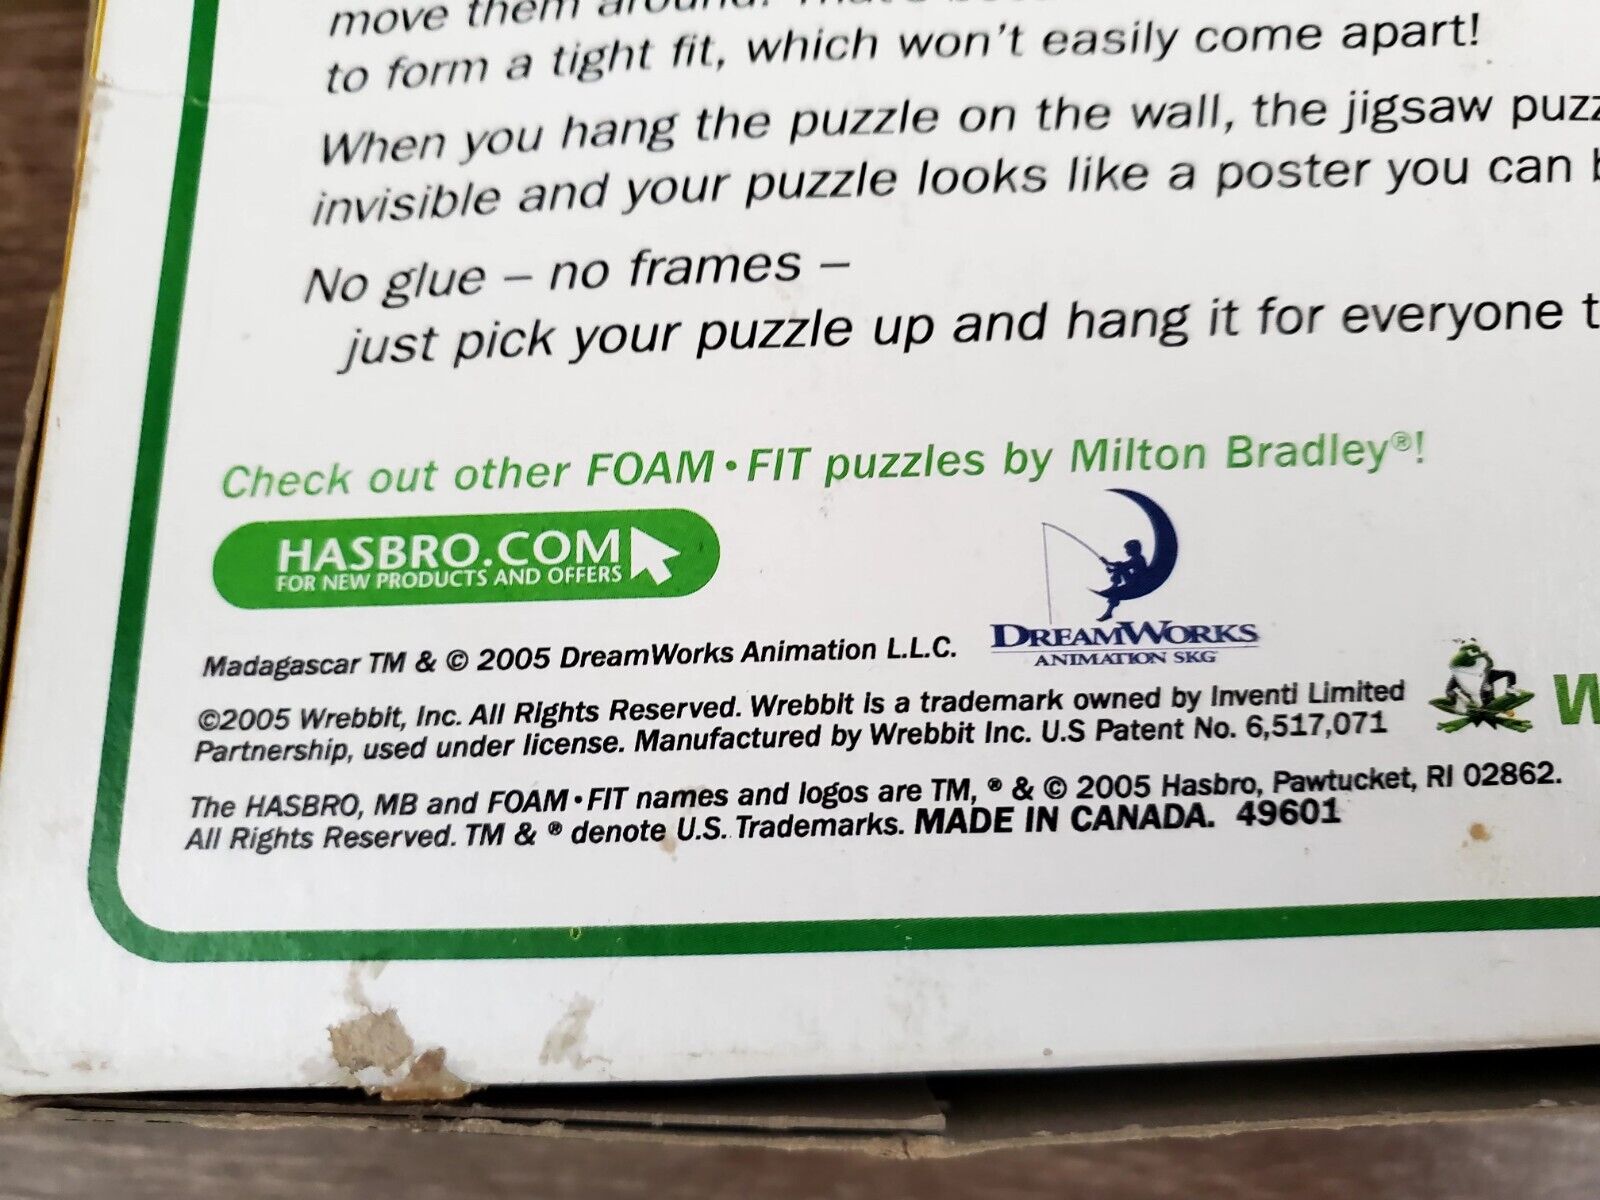 move them around! That's
to form a tight fit, which won't easily come apart!
When you hang the puzzle on the wall, the jigsaw
invisible and your puzzle looks like a poster you can
No glue – no frames –
just pick your puzzle up and hang it for everyone
Check out other FOAM•FIT puzzles by Milton Bradley®!
HASBRO.COM
FOR NEW PRODUCTS AND OFFERS
DREAMWORKS
ANIMATION SKG
Madagascar TM & © 2005 DreamWorks Animation L.L.C.
©2005 Wrebbit, Inc. All Rights Reserved. Wrebbit is a trademark owned by Inventi Limited
Partnership, used under license. Manufactured by Wrebbit Inc. U.S Patent No. 6,517,071
The HASBRO, MB and FOAM•FIT names and logos are TM, ® & © 2005 Hasbro, Pawtucket, RI 02862.
All Rights Reserved. TM & ® denote U.S. Trademarks. MADE IN CANADA. 49601